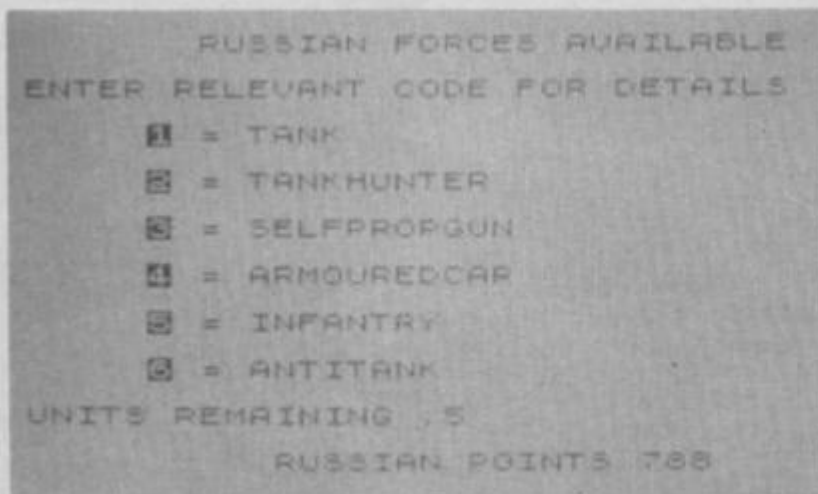 RUSSIAN FORCES AVAILABLE
ENTER RELEVANT CODE FOR DETAILS
1 = TANK
2 = TANKHUNTER
3 = SELFPROPGUN
4 = ARMOUREDCAR
5 = INFANTRY
6 = ANTITANK
UNITS REMAINING .5
RUSSIAN POINTS 788